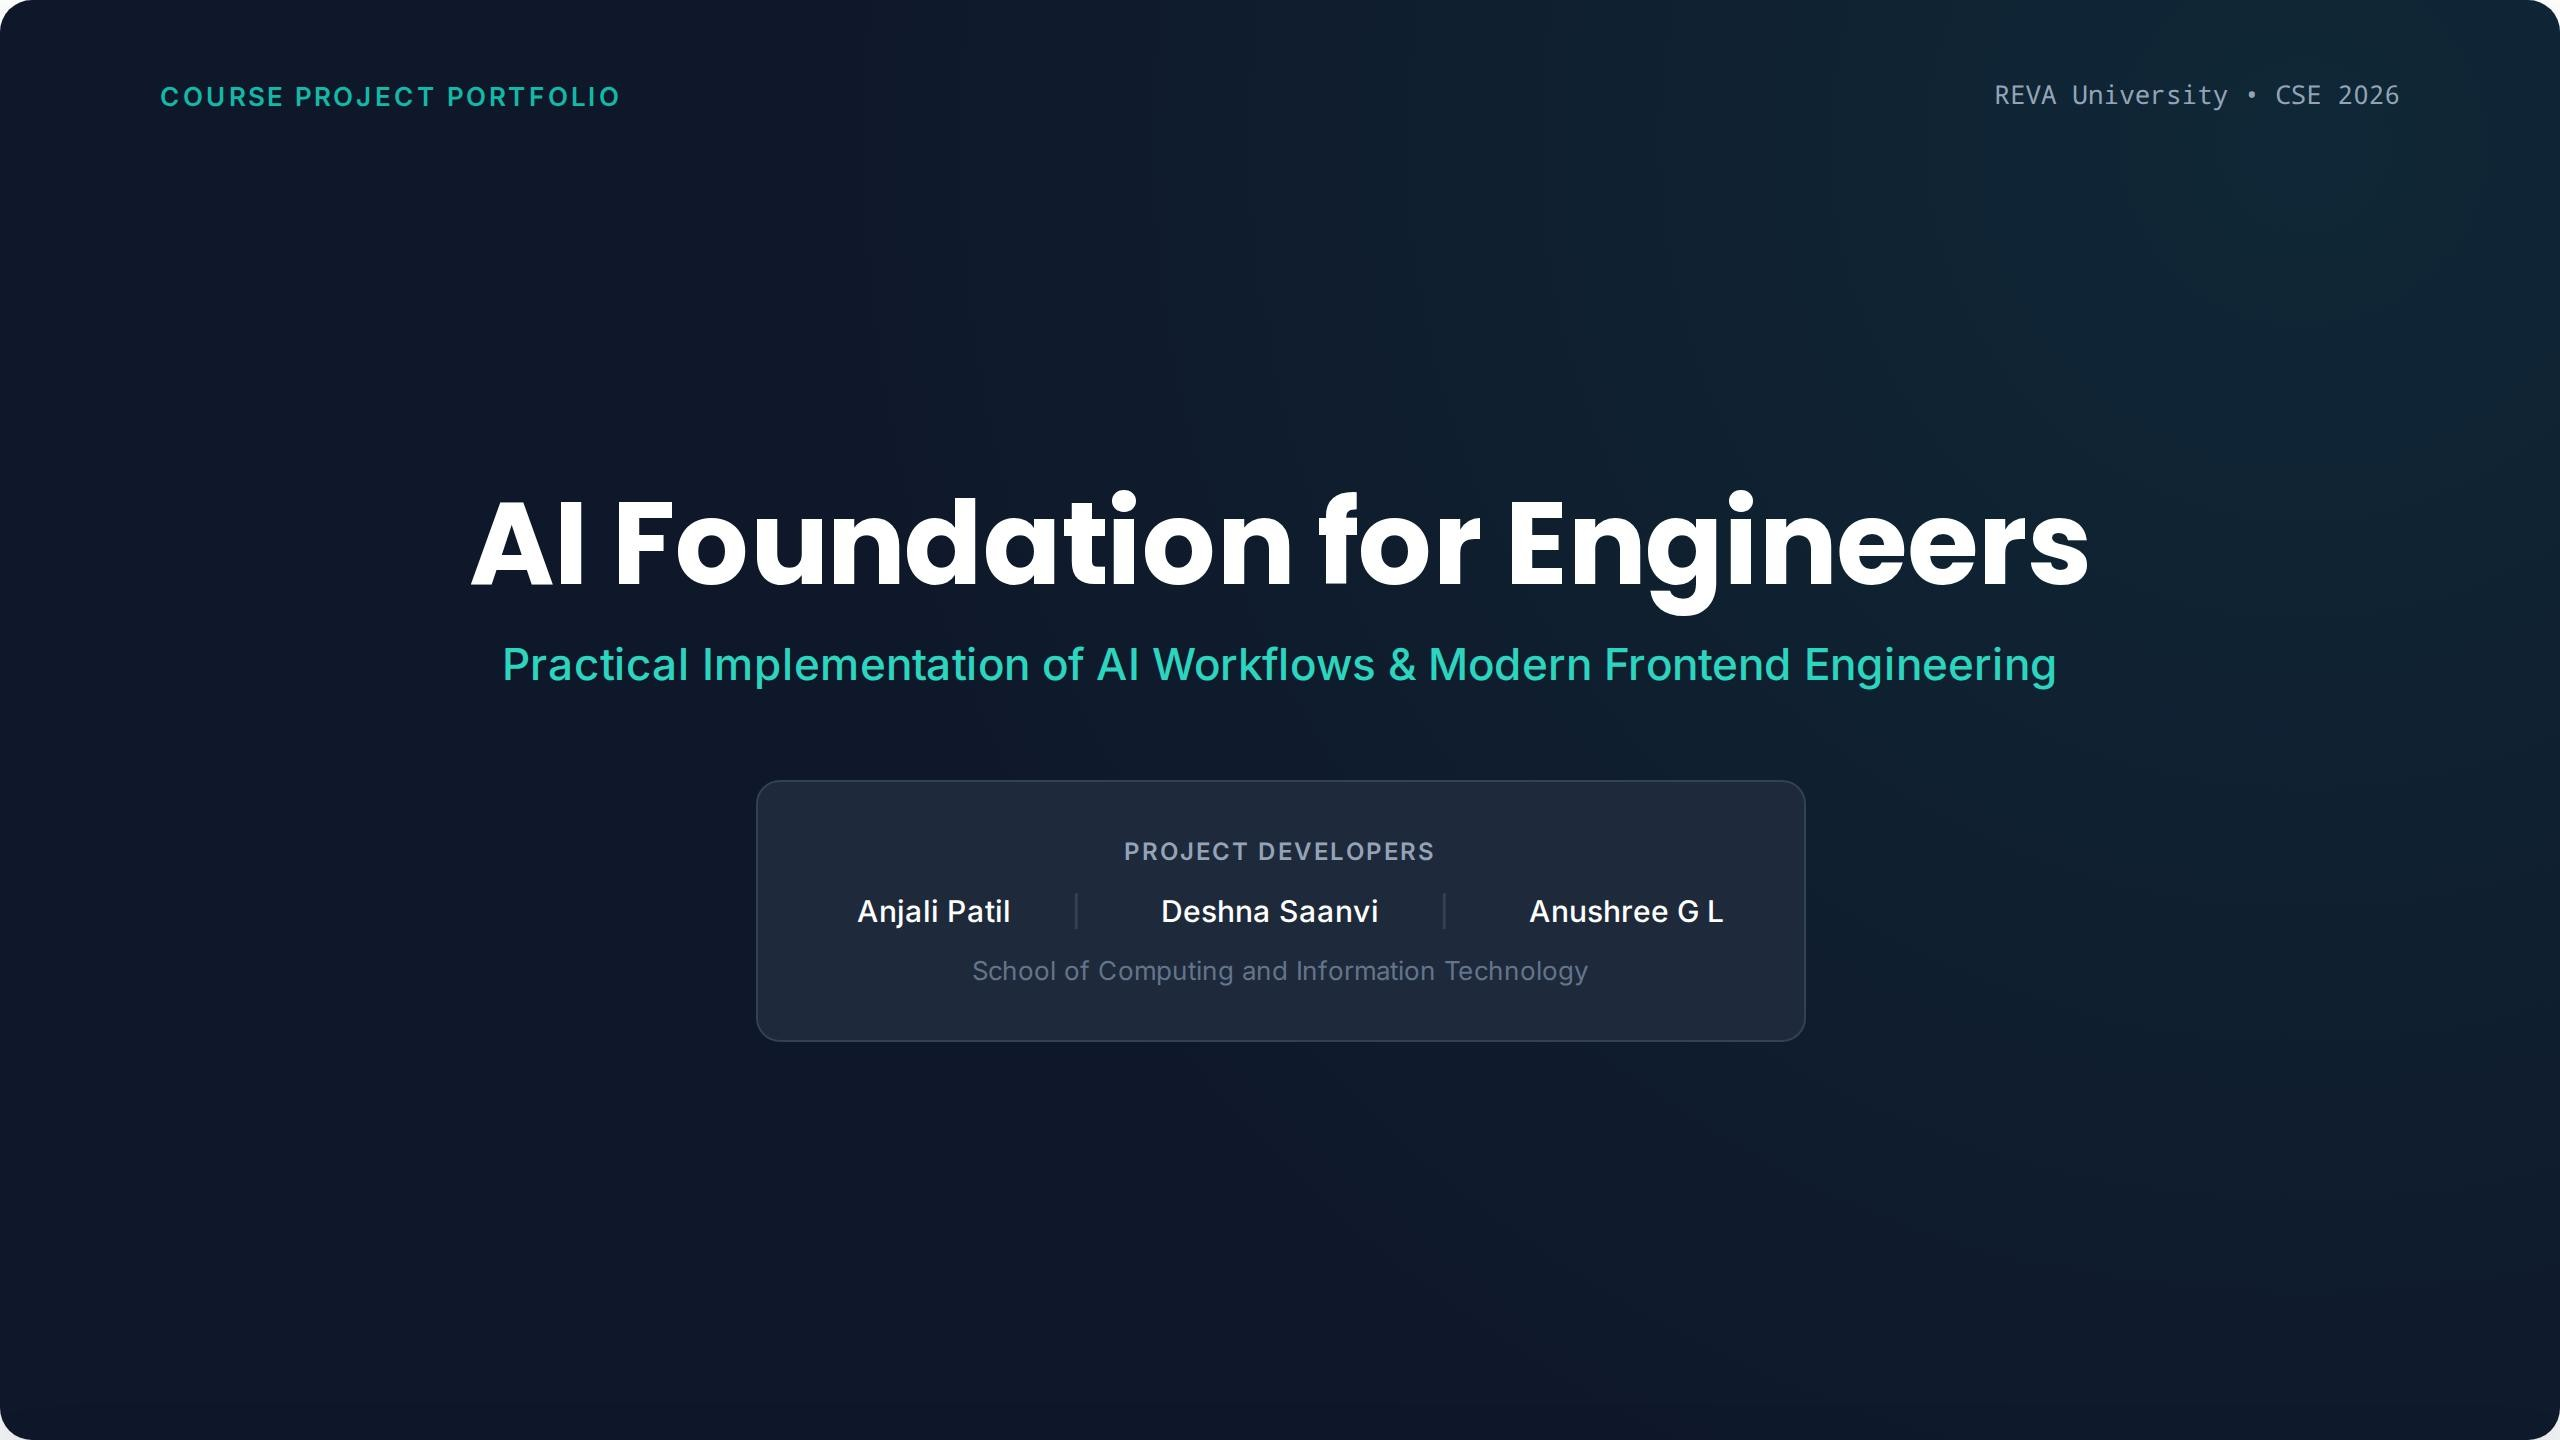 COURSE PROJECT PORTFOLIO
REVA University • CSE 2026
AI Foundation for Engineers
Practical Implementation of AI Workflows & Modern Frontend Engineering
PROJECT DEVELOPERS
Anjali Patil | Deshna Saanvi | Anushree G L
School of Computing and Information Technology